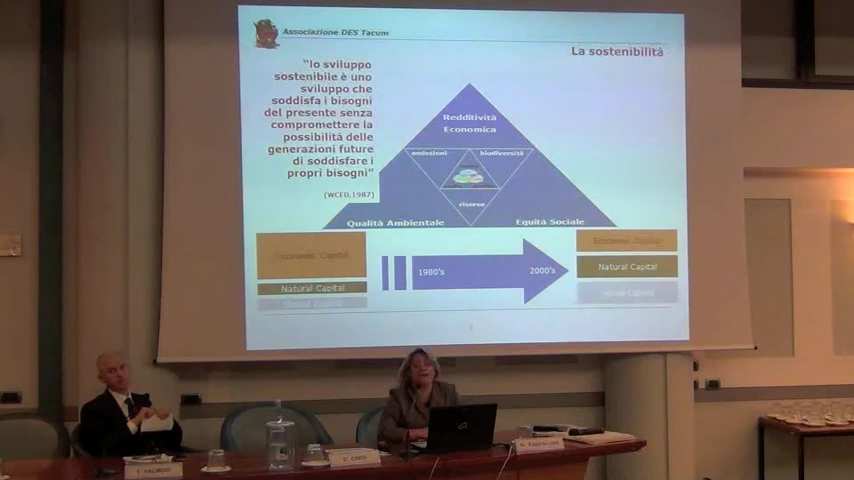 Associazione DES Tacum
La sostenibilità
"lo sviluppo
sostenibile è uno
sviluppo che
soddisfa i bisogni
del presente senza
compromettere la
possibilità delle
generazioni future
di soddisfare i
propri bisogni"
(WCED,1987)
Redditività
Economica
emissioni
biodiversità
risorse
Qualità Ambientale
Equità Sociale
Economic Capital
Natural Capital
Social Capital
1980's
2000's
Economic Capital
Natural Capital
Social Capital